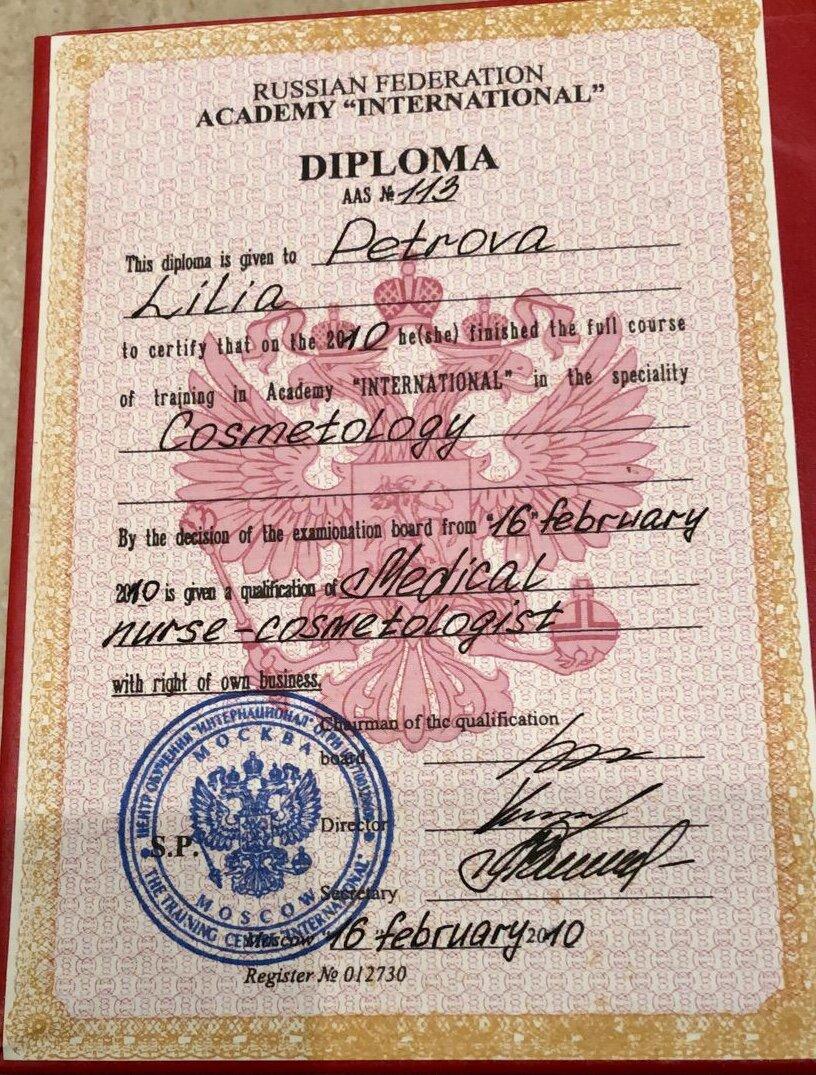 RUSSIAN FEDERATION
ACADEMY “INTERNATIONAL”
DIPLOMA
AAS № 113
This diploma is given to Petrova
Lilia
to certify that on the 2010 he(she) finished the full course
of training in Academy "INTERNATIONAL" in the speciality
Cosmetology
By the decision of the examionation board from "16" february
2010 is given a qualification of Medical
nurse-cosmetologist
with right of own business.
Chairman of the qualification
board
Director
S.P.
Secretary
Moscow "16 february 2010
Register № 012730
ЦЕНТР ОБУЧЕНИЯ "ИНТЕРНАЦИОНАЛ"
МОСКВА
MOSCOW
THE TRAINING CENTRE "INTERNATIONAL"